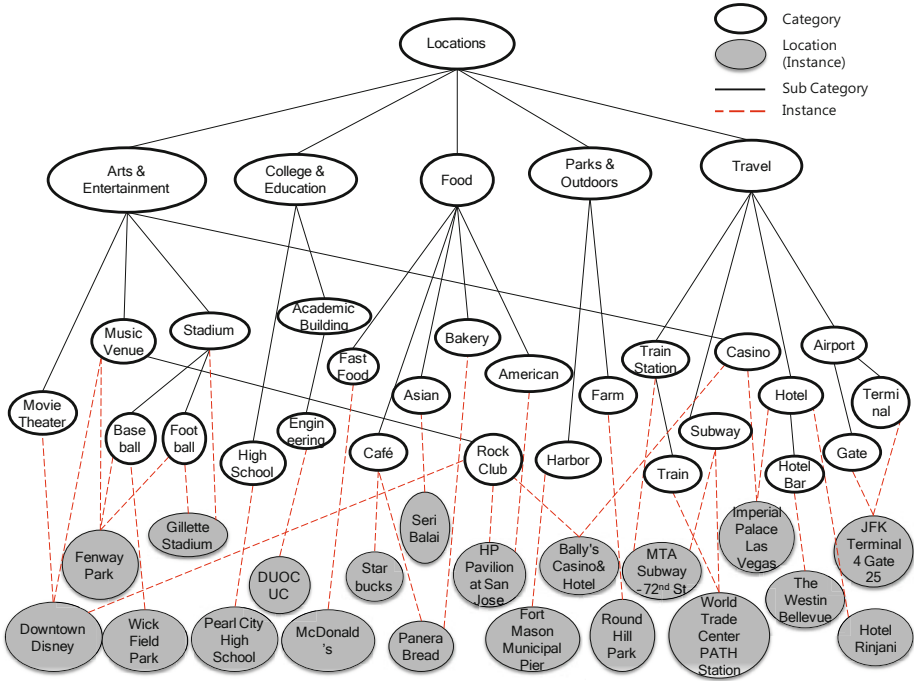 Locations
Category
Location
(Instance)
Sub Category
Instance
Arts &
Entertainment
College &
Education
Food
Parks &
Outdoors
Travel
Music
Venue
Stadium
Academic
Building
Fast
Food
Bakery
American
Asian
Train
Station
Casino
Airport
Farm
Hotel
Termi
nal
Movie
Theater
Base
ball
Foot
ball
High
School
Engin
eering
Café
Rock
Club
Harbor
Subway
Train
Hotel
Bar
Gate
Fenway
Park
Gillette
Stadium
DUOC
UC
Star
bucks
Seri
Balai
HP
Pavilion
at San
Jose
Bally's
Casino&
Hotel
MTA
Subway
-72nd St
Imperial
Palace
Las
Vegas
JFK
Terminal
4 Gate
25
Downtown
Disney
Wick
Field
Park
Pearl City
High
School
McDonald
's
Panera
Bread
Fort
Mason
Municipal
Pier
Round
Hill
Park
World
Trade
Center
PATH
Station
The
Westin
Bellevue
Hotel
Rinjani